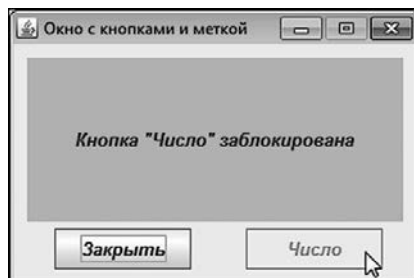 Окно с кнопками и меткой
Кнопка "Число" заблокирована
Закрыть
Число